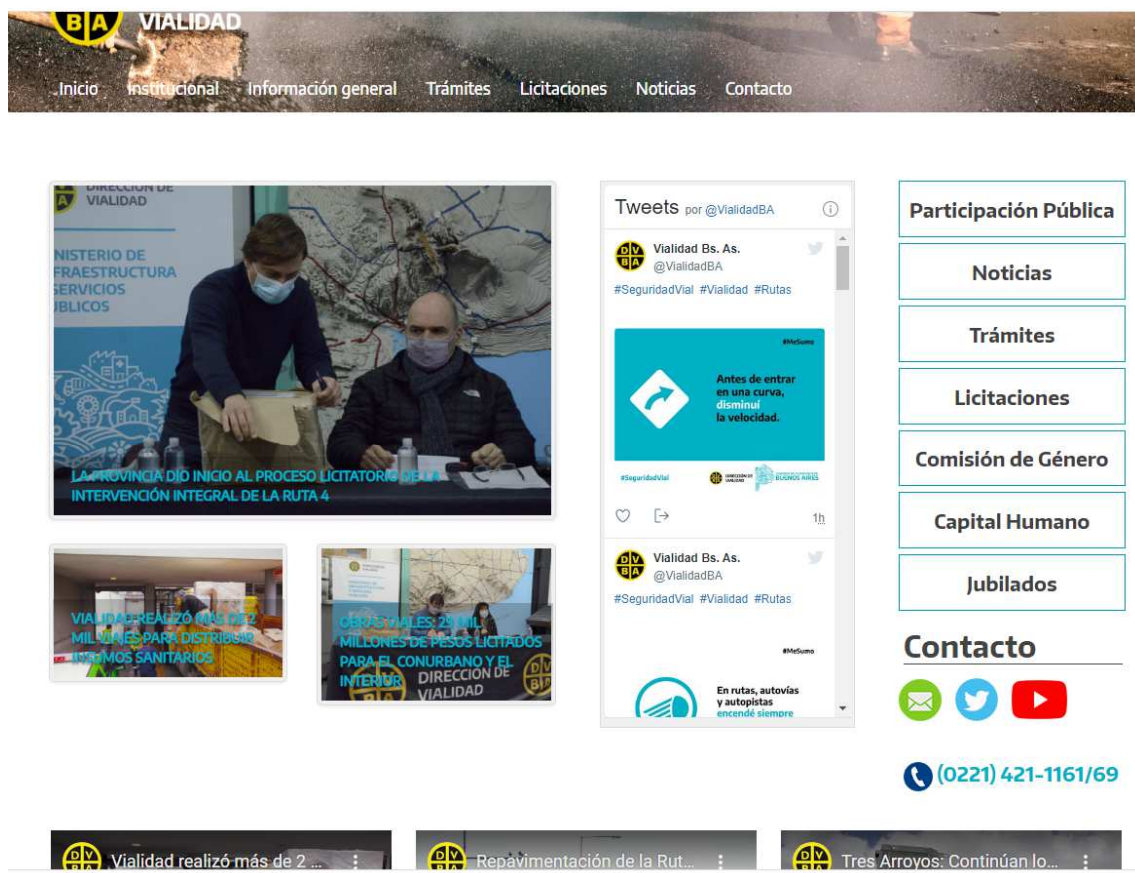 VIALIDAD
Inicio
Institucional
Información general
Trámites
Licitaciones
Noticias
Contacto
DIRECCIÓN DE
VIALIDAD
NISTERIO DE
FRAESTRUCTURA
SERVICIOS
BLICOS
LA PROVINCIA DIO INICIO AL PROCESO LICITATORIO DE LA
INTERVENCIÓN INTEGRAL DE LA RUTA 4
VIALIDAD REALIZÓ MÁS DE 2
MIL VIAJES PARA DISTRIBUIR
INSUMOS SANITARIOS
OBRAS VIALES: 29 MIL
MILLONES DE PESOS LICITADOS
PARA EL CONURBANO Y EL
INTERIOR
DIRECCIÓN DE
VIALIDAD
Tweets por @VialidadBA
Vialidad Bs. As.
@VialidadBA
#SeguridadVial #Vialidad #Rutas
#MeSumo
Antes de entrar
en una curva,
disminuí
la velocidad.
#SeguridadVial
DIRECCIÓN DE
VIALIDAD
BUENOS AIRES
1h
Vialidad Bs. As.
@VialidadBA
#SeguridadVial #Vialidad #Rutas
#MeSumo
En rutas, autovías
y autopistas
encendé siempre
Participación Pública
Noticias
Trámites
Licitaciones
Comisión de Género
Capital Humano
Jubilados
Contacto
(0221) 421-1161/69
Vialidad realizó más de 2 ...
Repavimentación de la Rut...
Tres Arroyos: Continúan lo...